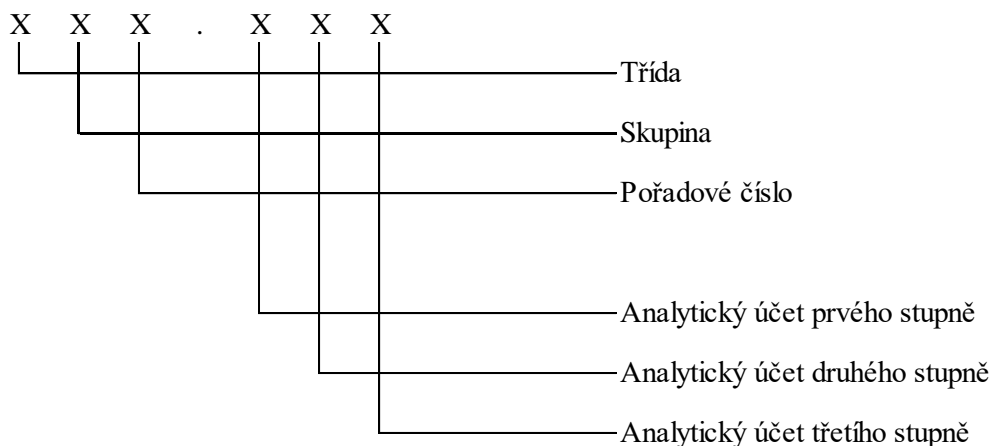 X X X . X X X
Třída
Skupina
Pořadové číslo
Analytický účet prvého stupně
Analytický účet druhého stupně
Analytický účet třetího stupně